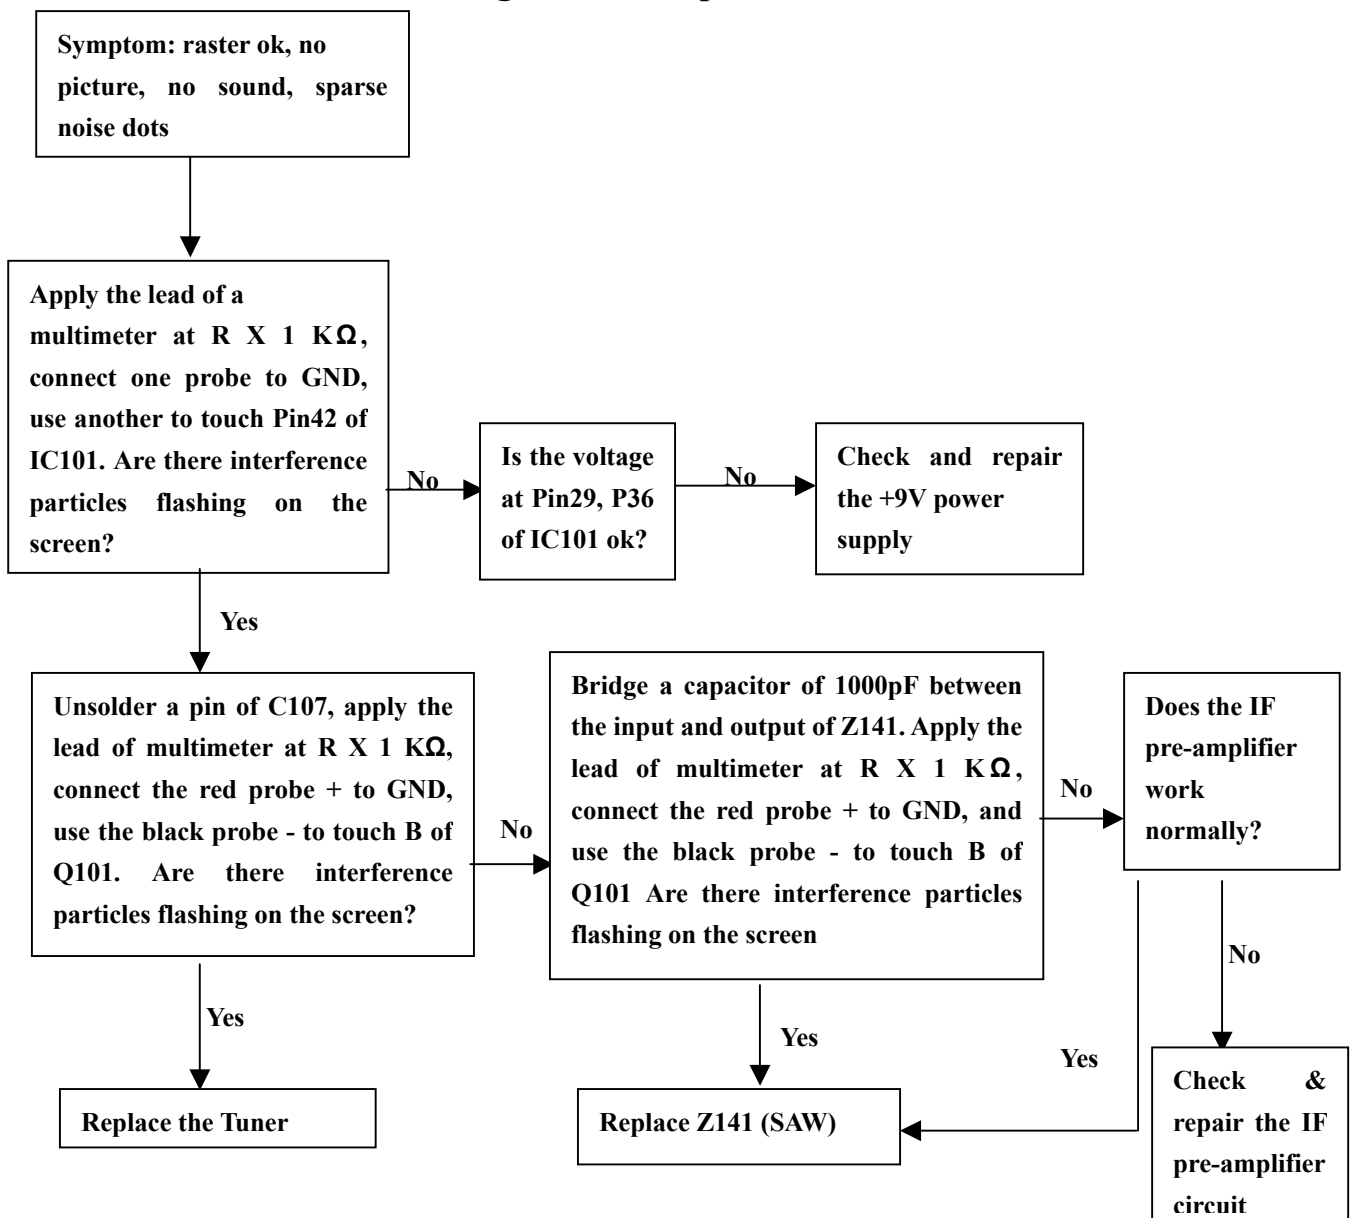 Symptom: raster ok, no
picture, no sound, sparse
noise dots
Apply the lead of a
multimeter at R X 1 KΩ,
connect one probe to GND,
use another to touch Pin42 of
IC101. Are there interference
particles flashing on the
screen?
No
Is the voltage
at Pin29, P36
of IC101 ok?
No
Check and repair
the +9V power
supply
Yes
Unsolder a pin of C107, apply the
lead of multimeter at R X 1 KΩ,
connect the red probe + to GND,
use the black probe - to touch B of
Q101. Are there interference
particles flashing on the screen?
No
Bridge a capacitor of 1000pF between
the input and output of Z141. Apply the
lead of multimeter at R X 1 KΩ,
connect the red probe + to GND, and
use the black probe - to touch B of
Q101 Are there interference particles
flashing on the screen
No
Does the IF
pre-amplifier
work
normally?
Yes
Yes
Yes
No
Replace the Tuner
Replace Z141 (SAW)
Check &
repair the IF
pre-amplifier
circuit